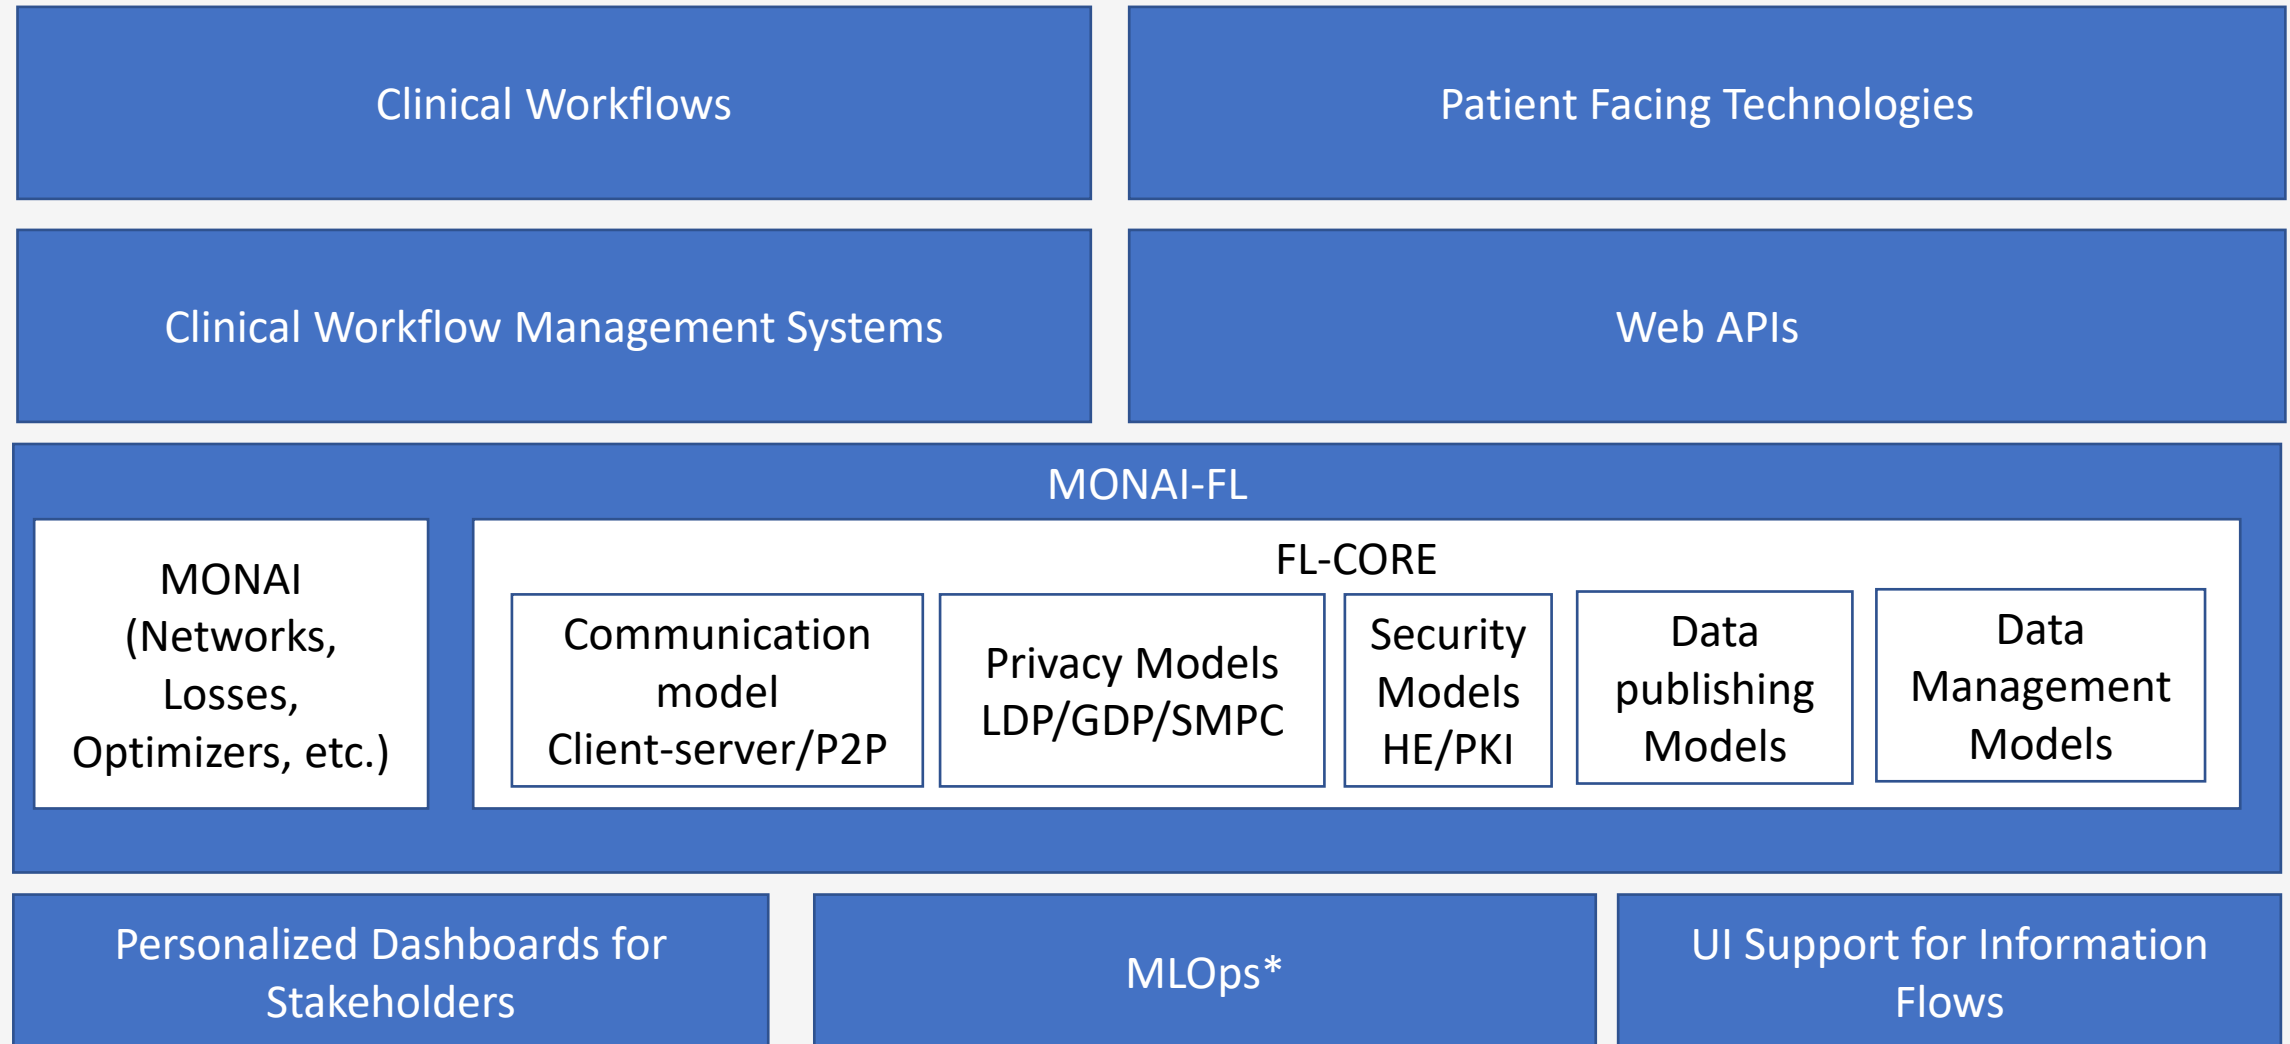 Clinical Workflows
Patient Facing Technologies
Clinical Workflow Management Systems
Web APIs
MONAI-FL
MONAI
(Networks,
Losses,
Optimizers, etc.)
FL-CORE
Communication
model
Client-server/P2P
Privacy Models
LDP/GDP/SMPC
Security
Models
HE/PKI
Data
publishing
Models
Data
Management
Models
Personalized Dashboards for
Stakeholders
MLOps*
UI Support for Information
Flows